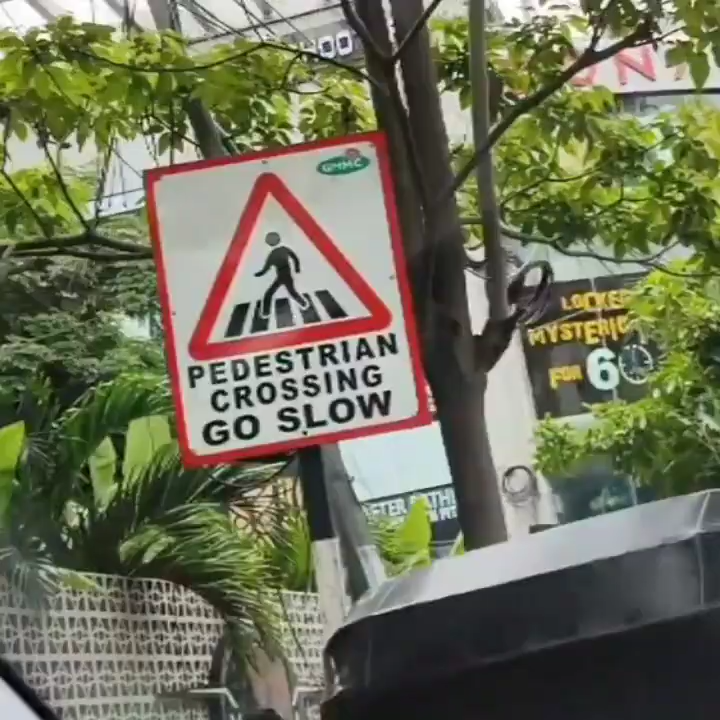 GHMC
PEDESTRIAN
CROSSING
GO SLOW
LOCKED
MYSTERIO
FOR 60